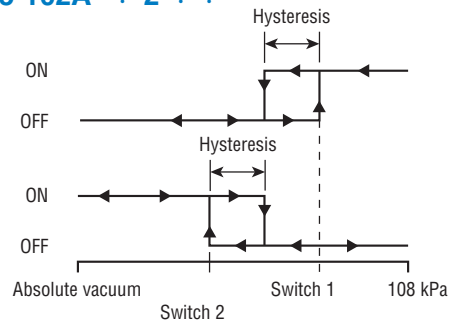 Hysteresis
ON
OFF
Hysteresis
ON
OFF
Absolute vacuum
Switch 1
108 kPa
Switch 2